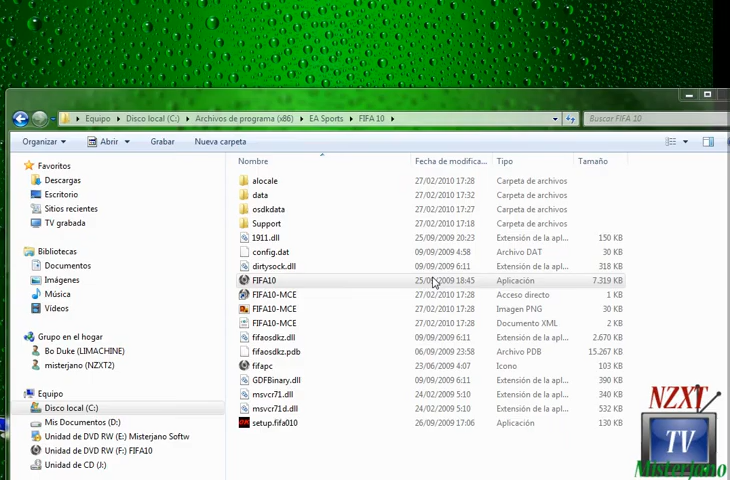 Equipo ▸ Disco local (C:) ▸ Archivos de programa (x86) ▸ EA Sports ▸ FIFA 10 ▸
Buscar FIFA 10
Organizar Abrir Grabar Nueva carpeta
Nombre Fecha de modifica... Tipo Tamaño
Favoritos
Descargas
Escritorio
Sitios recientes
TV grabada
Bibliotecas
Documentos
Imágenes
Música
Vídeos
Grupo en el hogar
Bo Duke (LIMACHINE)
misterjano (NZXT2)
Equipo
Disco local (C:)
Mis Documentos (D:)
Unidad de DVD RW (E:) Misterjano Softw
Unidad de DVD RW (F:) FIFA10
Unidad de CD (J:)
alocale 27/02/2010 17:28 Carpeta de archivos
data 27/02/2010 17:32 Carpeta de archivos
osdkdata 27/02/2010 17:27 Carpeta de archivos
Support 27/02/2010 17:18 Carpeta de archivos
1911.dll 25/09/2009 20:23 Extensión de la apl... 150 KB
config.dat 09/09/2009 4:58 Archivo DAT 30 KB
dirtysock.dll 09/09/2009 6:11 Extensión de la apl... 318 KB
FIFA10 25/09/2009 18:45 Aplicación 7.319 KB
FIFA10-MCE 27/02/2010 17:28 Acceso directo 1 KB
FIFA10-MCE 27/02/2010 17:28 Imagen PNG 30 KB
FIFA10-MCE 27/02/2010 17:28 Documento XML 2 KB
fifaosdkz.dll 09/09/2009 6:11 Extensión de la apl... 2.670 KB
fifaosdkz.pdb 06/09/2009 23:58 Archivo PDB 15.267 KB
fifapc 23/06/2009 4:07 Icono 103 KB
GDFBinary.dll 09/09/2009 6:11 Extensión de la apl... 380 KB
msvcr71.dll 24/02/2009 5:10 Extensión de la apl... 340 KB
msvcr71d.dll 24/02/2009 5:10 Extensión de la apl... 532 KB
setup.fifa010 26/09/2009 17:06 Aplicación 130 KB
NZXT
TV
Misterjano